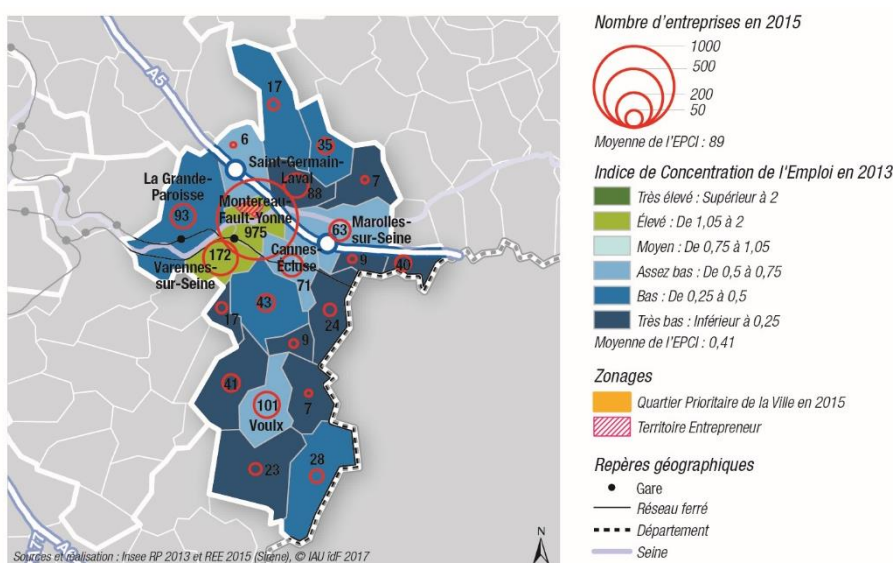 A5
17
6
35
Saint-Germain-
Laval
La Grande-
Paroisse
88
7
93
Montereau-
Fault-Yonne
975
63
Marolles-
sur-Seine
172
Cannes-
Écluse
9
40
Varennes-
sur-Seine
71
43
17
24
9
41
101
7
Voulx
23
28
Sources et réalisation : Insee RP 2013 et REE 2015 (Sirène), © IAU îdF 2017
N
Nombre d'entreprises en 2015
1000
500
200
50
Moyenne de l'EPCI : 89
Indice de Concentration de l'Emploi en 2013
Très élevé : Supérieur à 2
Élevé : De 1,05 à 2
Moyen : De 0,75 à 1,05
Assez bas : De 0,5 à 0,75
Bas : De 0,25 à 0,5
Très bas : Inférieur à 0,25
Moyenne de l'EPCI : 0,41
Zonages
Quartier Prioritaire de la Ville en 2015
Territoire Entrepreneur
Repères géographiques
Gare
Réseau ferré
Département
Seine